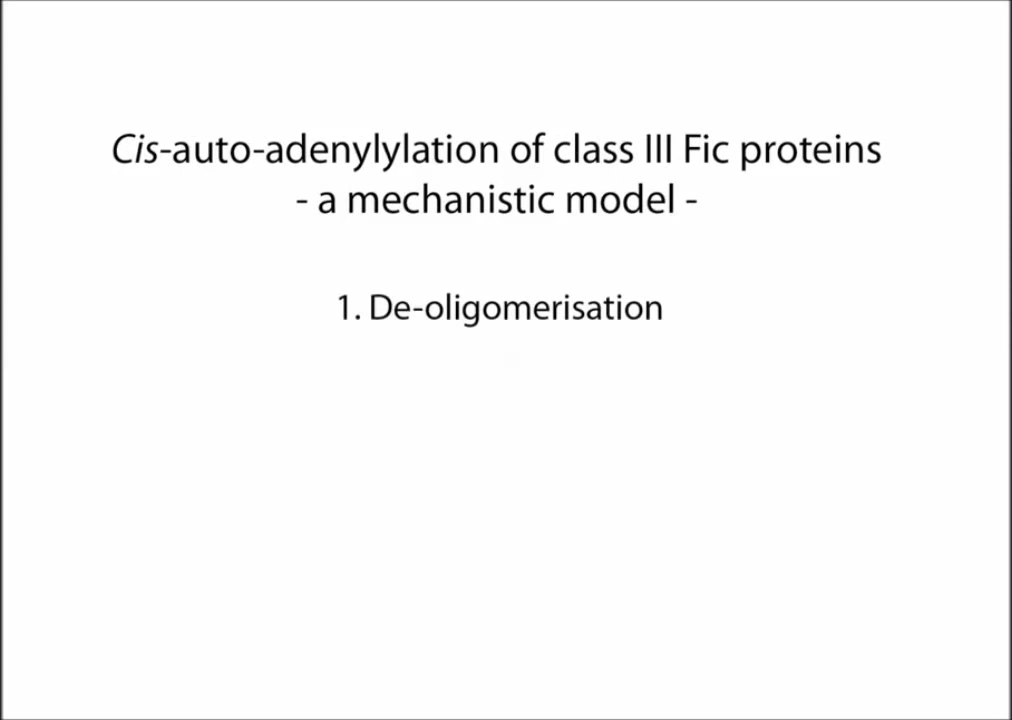 Cis-auto-adenylylation of class III Fic proteins
- a mechanistic model -
1. De-oligomerisation